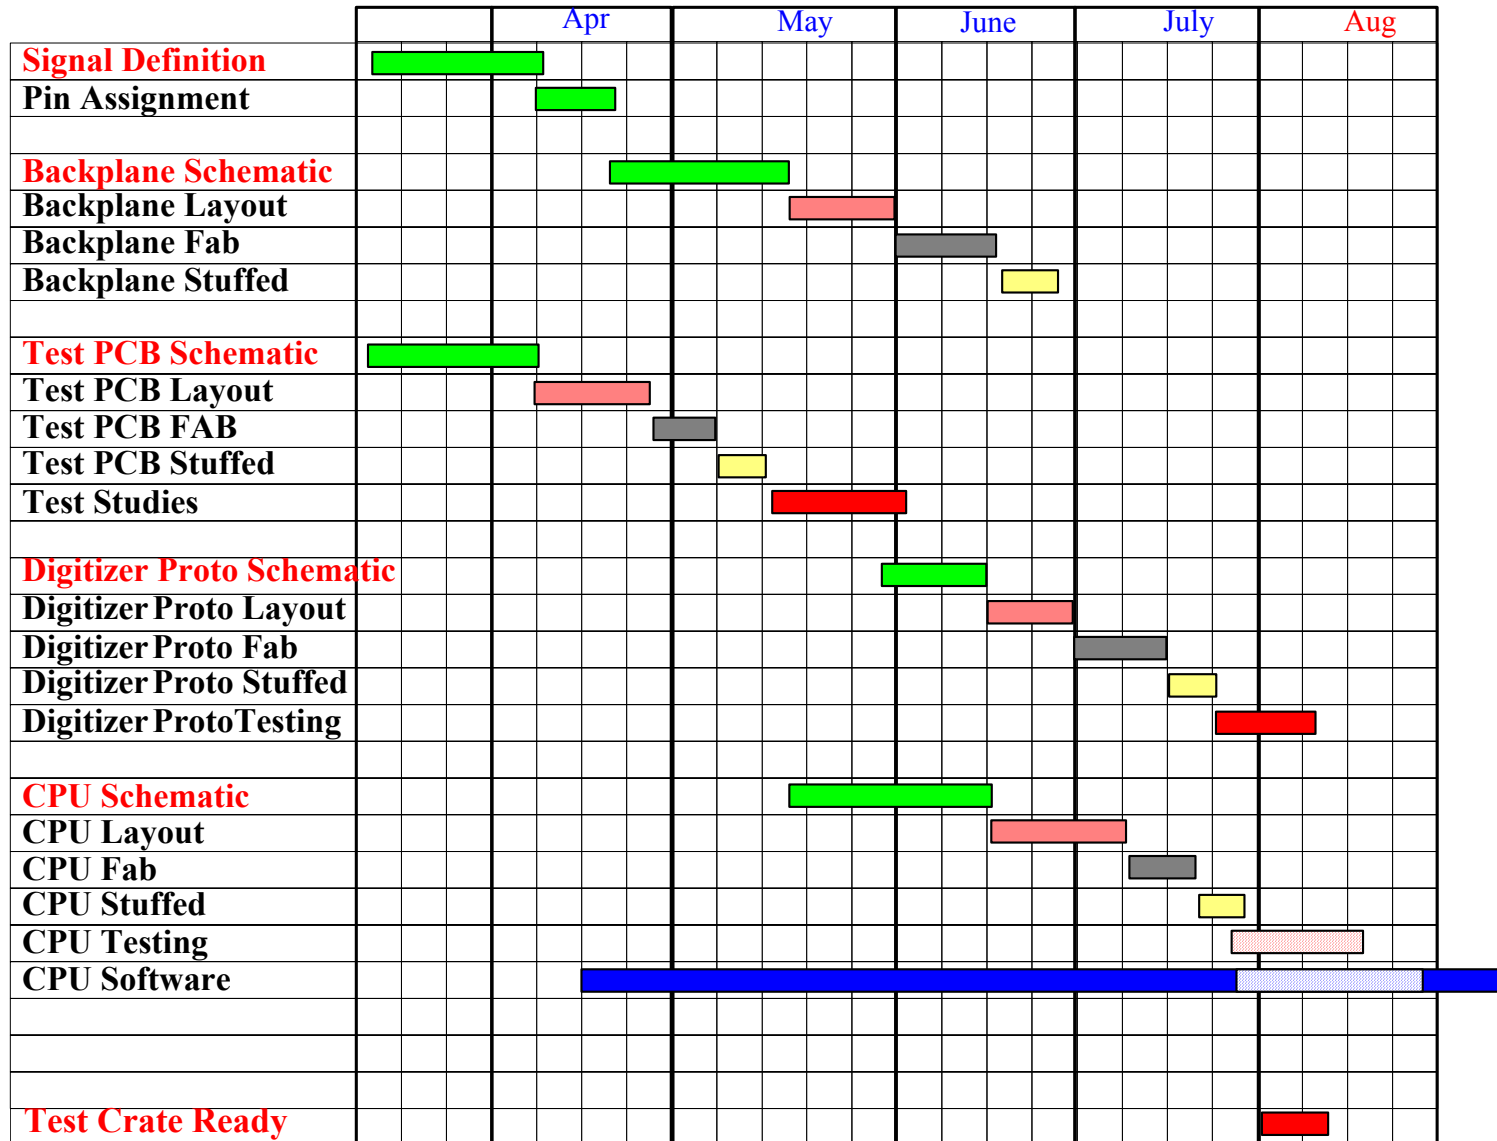 Apr May June July Aug
Signal Definition
Pin Assignment
Backplane Schematic
Backplane Layout
Backplane Fab
Backplane Stuffed
Test PCB Schematic
Test PCB Layout
Test PCB FAB
Test PCB Stuffed
Test Studies
Digitizer Proto Schematic
Digitizer Proto Layout
Digitizer Proto Fab
Digitizer Proto Stuffed
Digitizer Proto Testing
CPU Schematic
CPU Layout
CPU Fab
CPU Stuffed
CPU Testing
CPU Software
Test Crate Ready